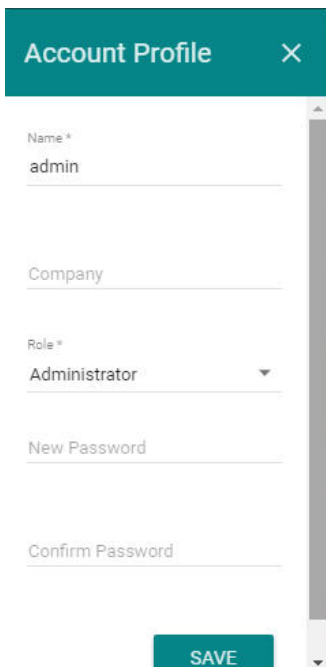 Account Profile
Name *
admin
Company
Role *
Administrator
New Password
Confirm Password
SAVE